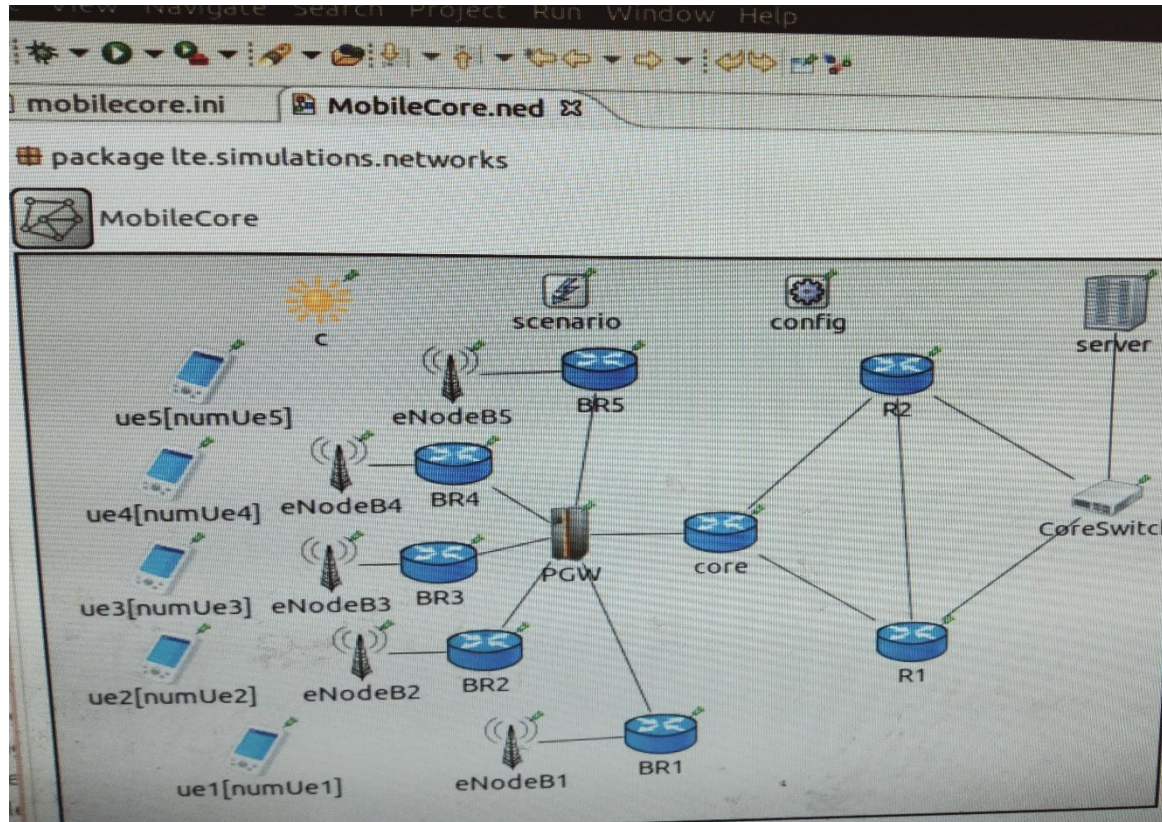 View Navigate Search Project Run Window Help
mobilecore.ini MobileCore.ned
package lte.simulations.networks
MobileCore
c scenario config server
ue5[numUe5] eNodeB5 BR5 R2
ue4[numUe4] eNodeB4 BR4 CoreSwitc
ue3[numUe3] eNodeB3 BR3 PGW core
ue2[numUe2] eNodeB2 BR2 R1
ue1[numUe1] eNodeB1 BR1